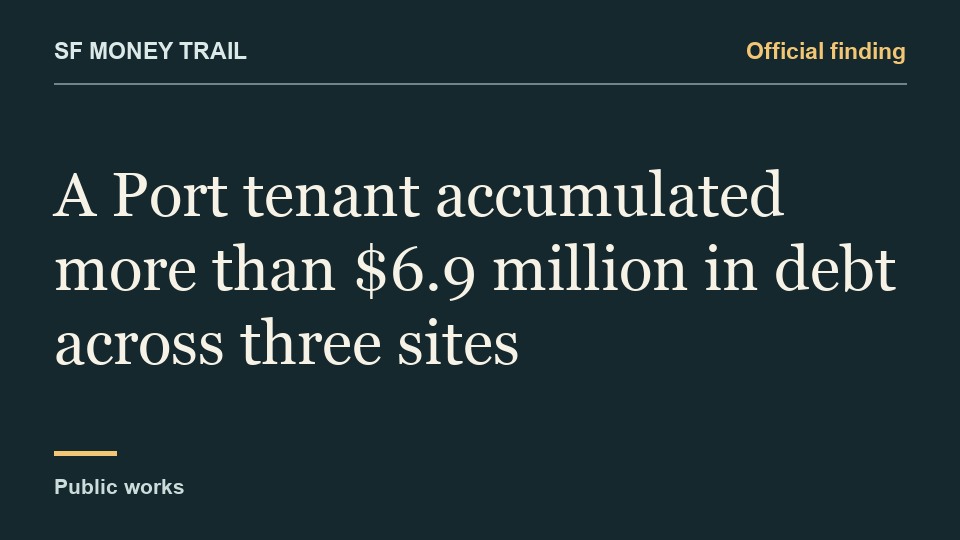 SF MONEY TRAIL
Official finding
A Port tenant accumulated
more than $6.9 million in debt
across three sites
Public works